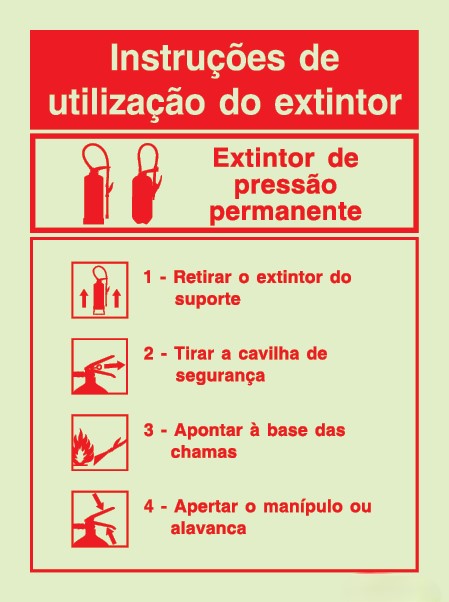 Instruções de
utilização do extintor
Extintor de
pressão
permanente
1 - Retirar o extintor do
suporte
2 - Tirar a cavilha de
segurança
3 - Apontar à base das
chamas
4 - Apertar o manípulo ou
alavanca